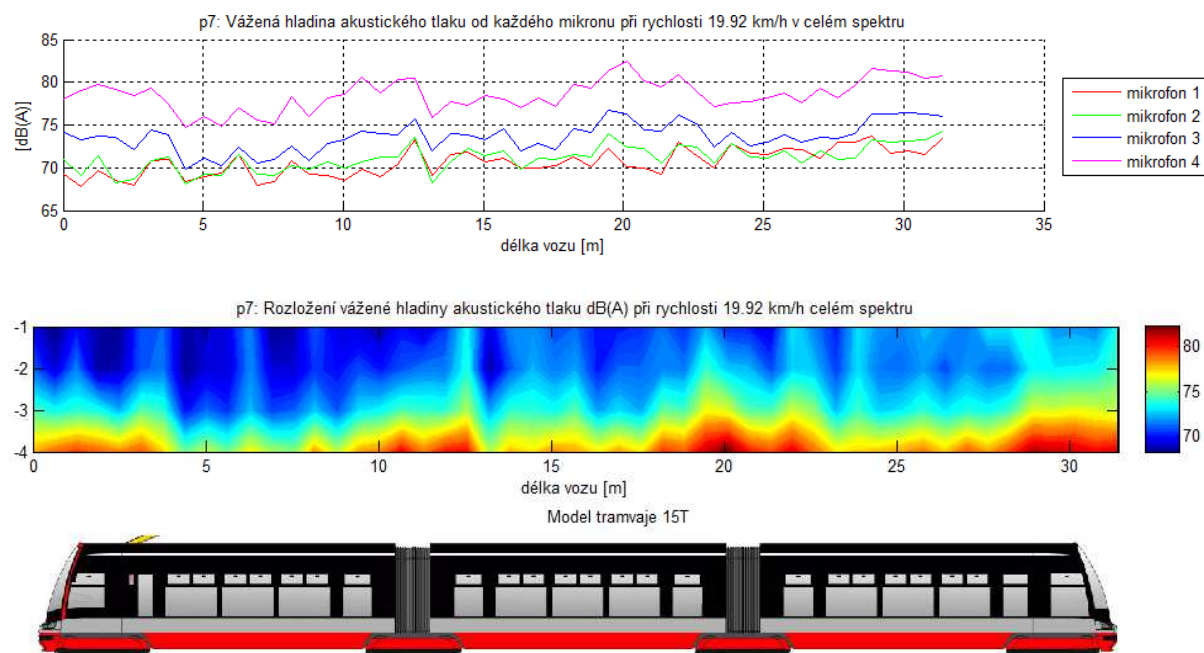 p7: Vážená hladina akustického tlaku od každého mikronu při rychlosti 19.92 km/h v celém spektru
85
80
75
70
65
[dB(A)]
0 5 10 15 20 25 30 35
délka vozu [m]
mikrofon 1
mikrofon 2
mikrofon 3
mikrofon 4
p7: Rozložení vážené hladiny akustického tlaku dB(A) při rychlosti 19.92 km/h celém spektru
-1
-2
-3
-4
0 5 10 15 20 25 30
délka vozu [m]
80
75
70
Model tramvaje 15T